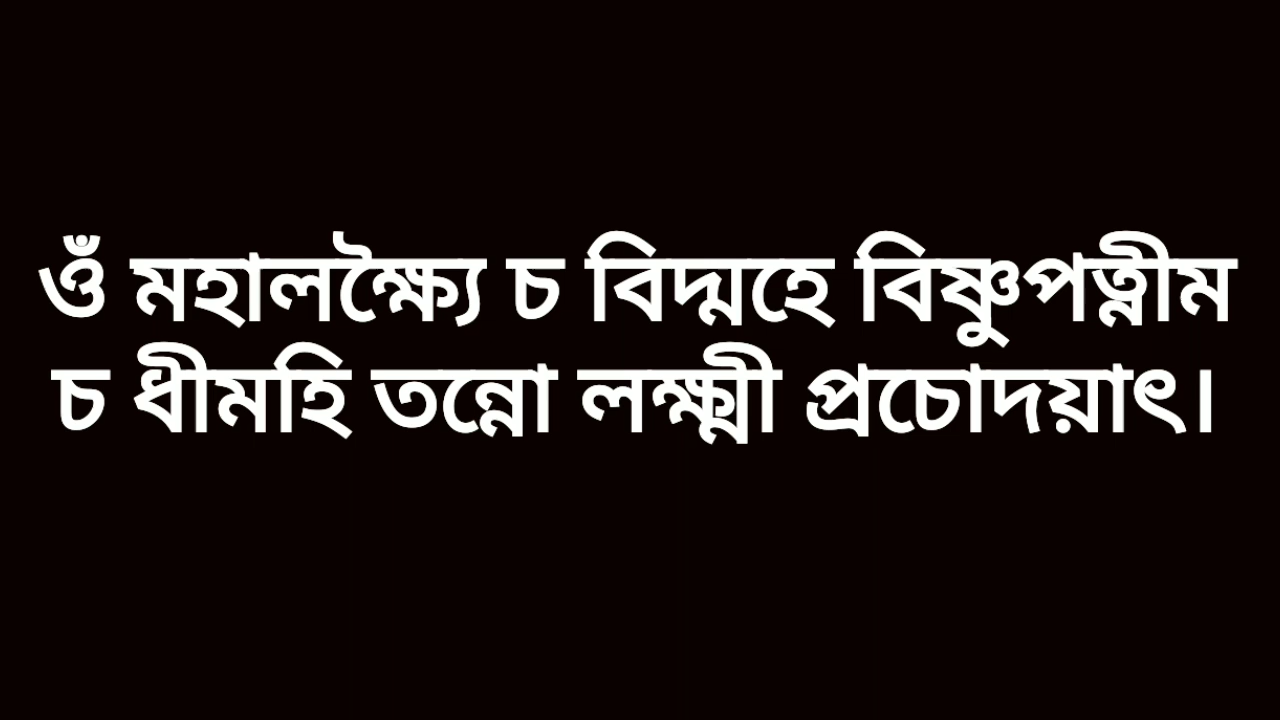 ওঁ মহালক্ষ্যৈ চ বিদ্মহে বিষ্ণুপত্নীম
চ ধীমহি তন্নো লক্ষ্মী প্রচোদয়াৎ।